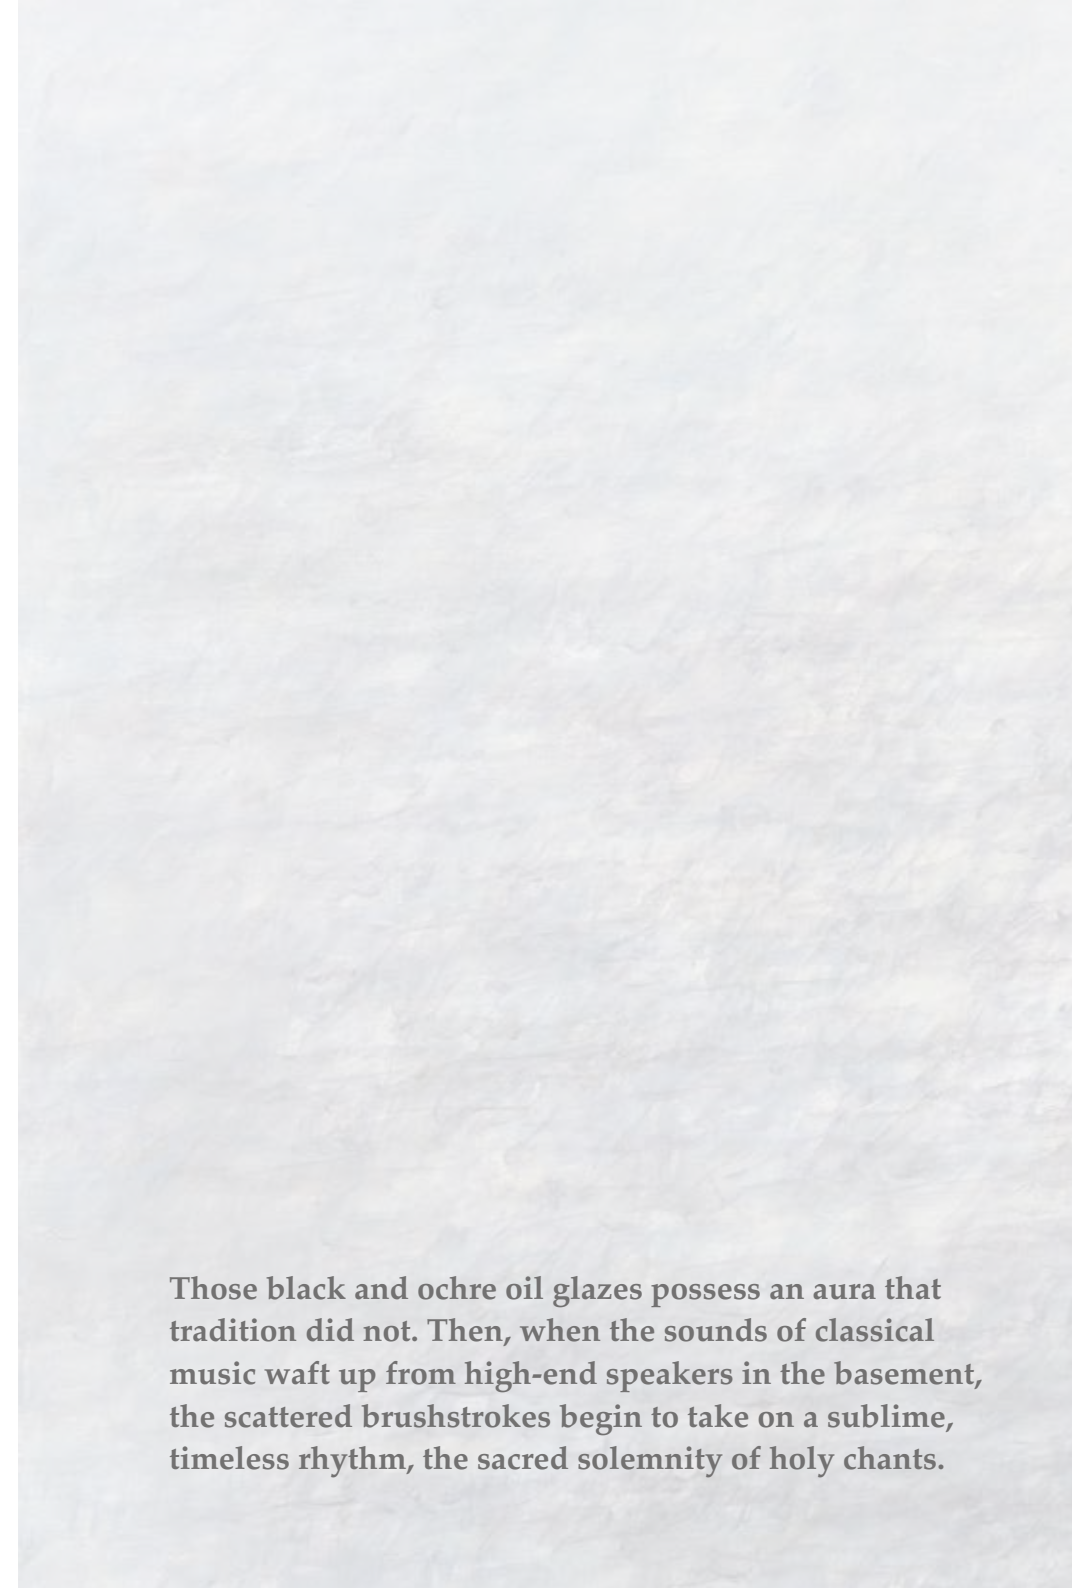 Those black and ochre oil glazes possess an aura that
tradition did not. Then, when the sounds of classical
music waft up from high-end speakers in the basement,
the scattered brushstrokes begin to take on a sublime,
timeless rhythm, the sacred solemnity of holy chants.